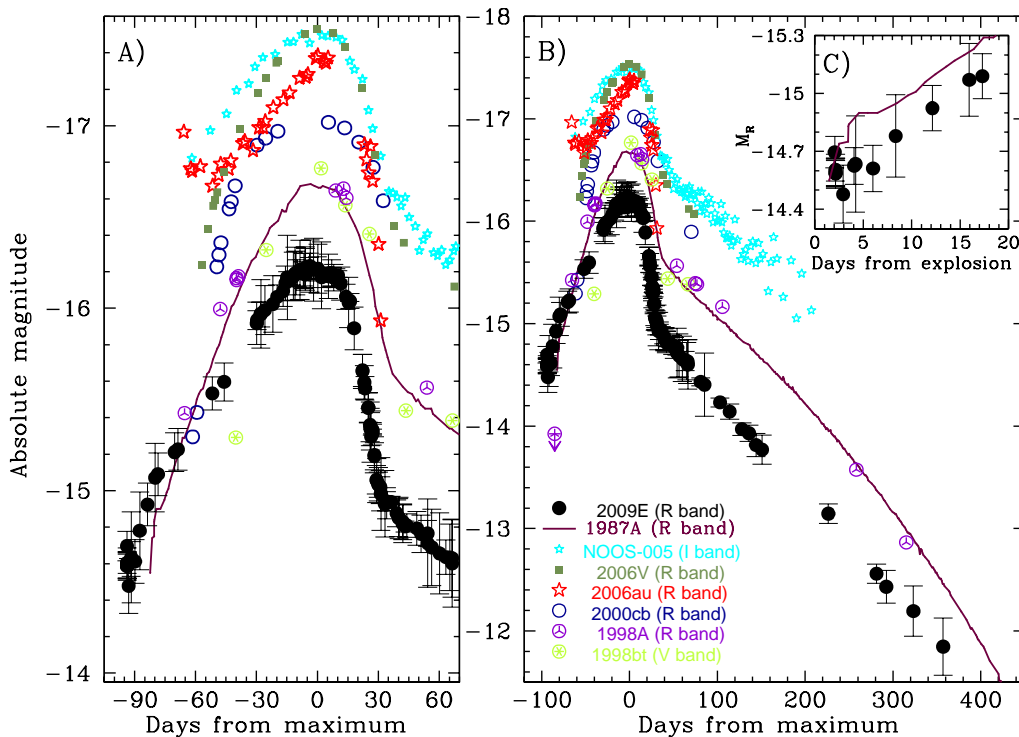 A)
Absolute magnitude
-17
-16
-15
-14
-90
-60
-30
0
30
60
Days from maximum
B)
-18
-17
-16
-15
-14
-13
-12
-100
0
100
200
300
400
Days from maximum
2009E (R band)
1987A (R band)
NOOS-005 (I band)
2006V (R band)
2006au (R band)
2000cb (R band)
1998A (R band)
1998bt (V band)
C)
M_R
-15.3
-15
-14.7
-14.4
0
5
10
15
20
Days from explosion